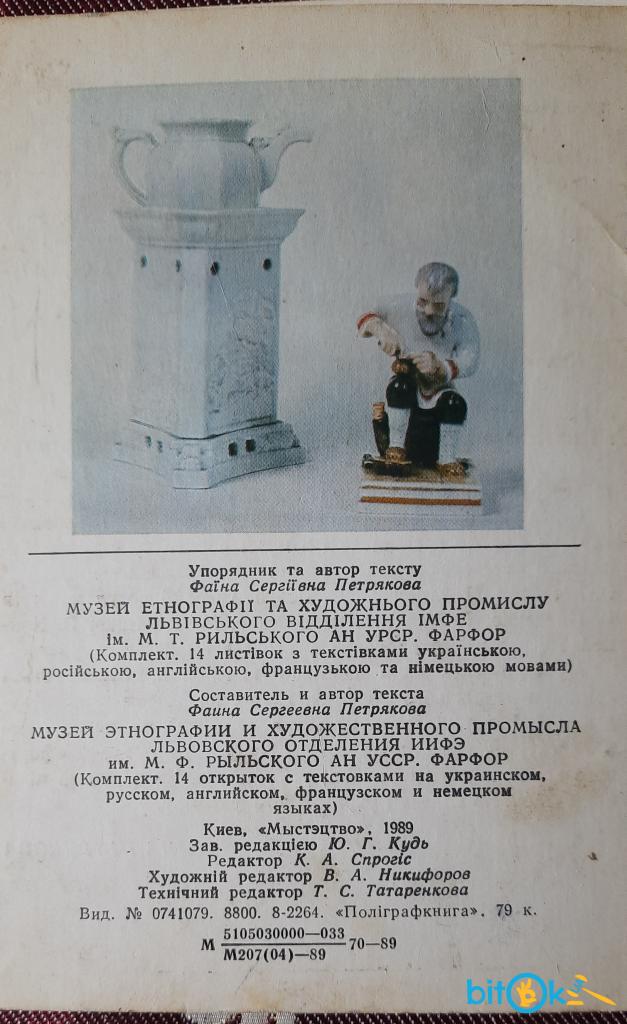 Упорядник та автор тексту
Фаїна Сергіївна Петрякова
МУЗЕЙ ЕТНОГРАФІЇ ТА ХУДОЖНЬОГО ПРОМИСЛУ
ЛЬВІВСЬКОГО ВІДДІЛЕННЯ ІМФЕ
ім. М. Т. РИЛЬСЬКОГО АН УРСР. ФАРФОР
(Комплект. 14 листівок з текстівками українською,
російською, англійською, французькою та німецькою мовами)
Составитель и автор текста
Фаина Сергеевна Петрякова
МУЗЕЙ ЭТНОГРАФИИ И ХУДОЖЕСТВЕННОГО ПРОМЫСЛА
ЛЬВОВСКОГО ОТДЕЛЕНИЯ ИИФЭ
им. М. Ф. РЫЛЬСКОГО АН УССР. ФАРФОР
(Комплект. 14 открыток с текстовками на украинском,
русском, английском, французском и немецком
языках)
Киев, «Мыстэцтво», 1989
Зав. редакцією Ю. Г. Кудь
Редактор К. А. Спрогіс
Художній редактор В. А. Никифоров
Технічний редактор Т. С. Татаренкова
Вид. № 0741079. 8800. 8-2264. «Поліграфкнига». 79 к.
М 5105030000—033
М207(04)—89 70—89
bitOk